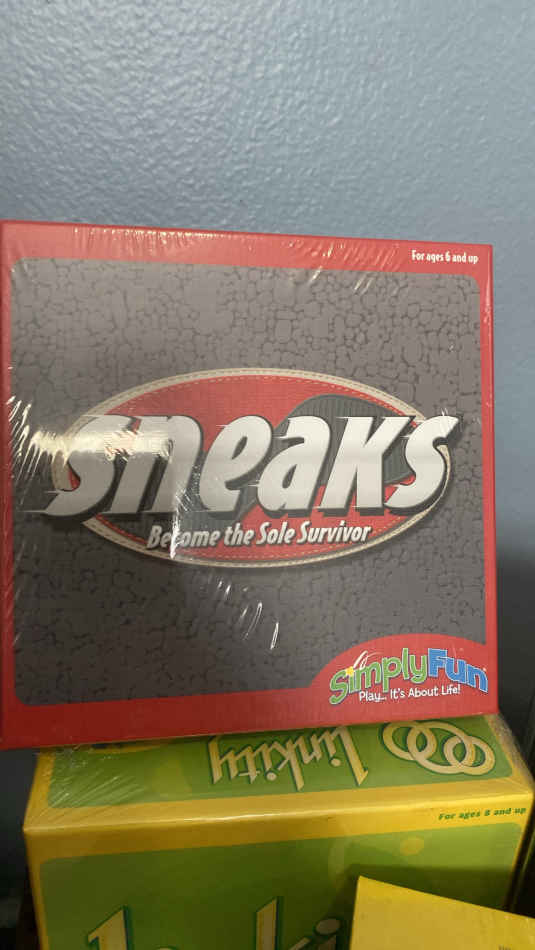 For ages 6 and up
sneaks
Become the Sole Survivor
SimplyFun
Play... It's About Life!
linkity
For ages 8 and up